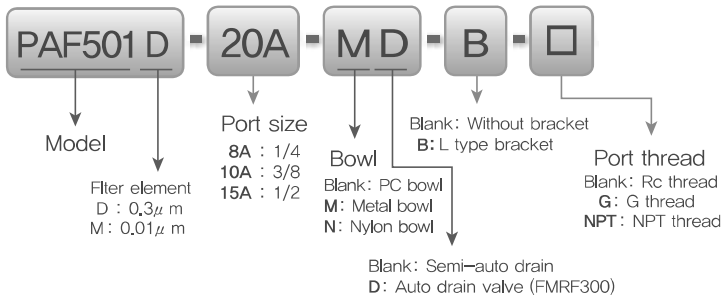 PAF501 D - 20A - M D - B - □
Model
Flter element
D : 0.3μ m
M : 0.01μ m
Port size
8A : 1/4
10A : 3/8
15A : 1/2
Bowl
Blank: PC bowl
M: Metal bowl
N: Nylon bowl
Blank: Semi-auto drain
D: Auto drain valve (FMRF300)
Blank: Without bracket
B: L type bracket
Port thread
Blank: Rc thread
G: G thread
NPT: NPT thread